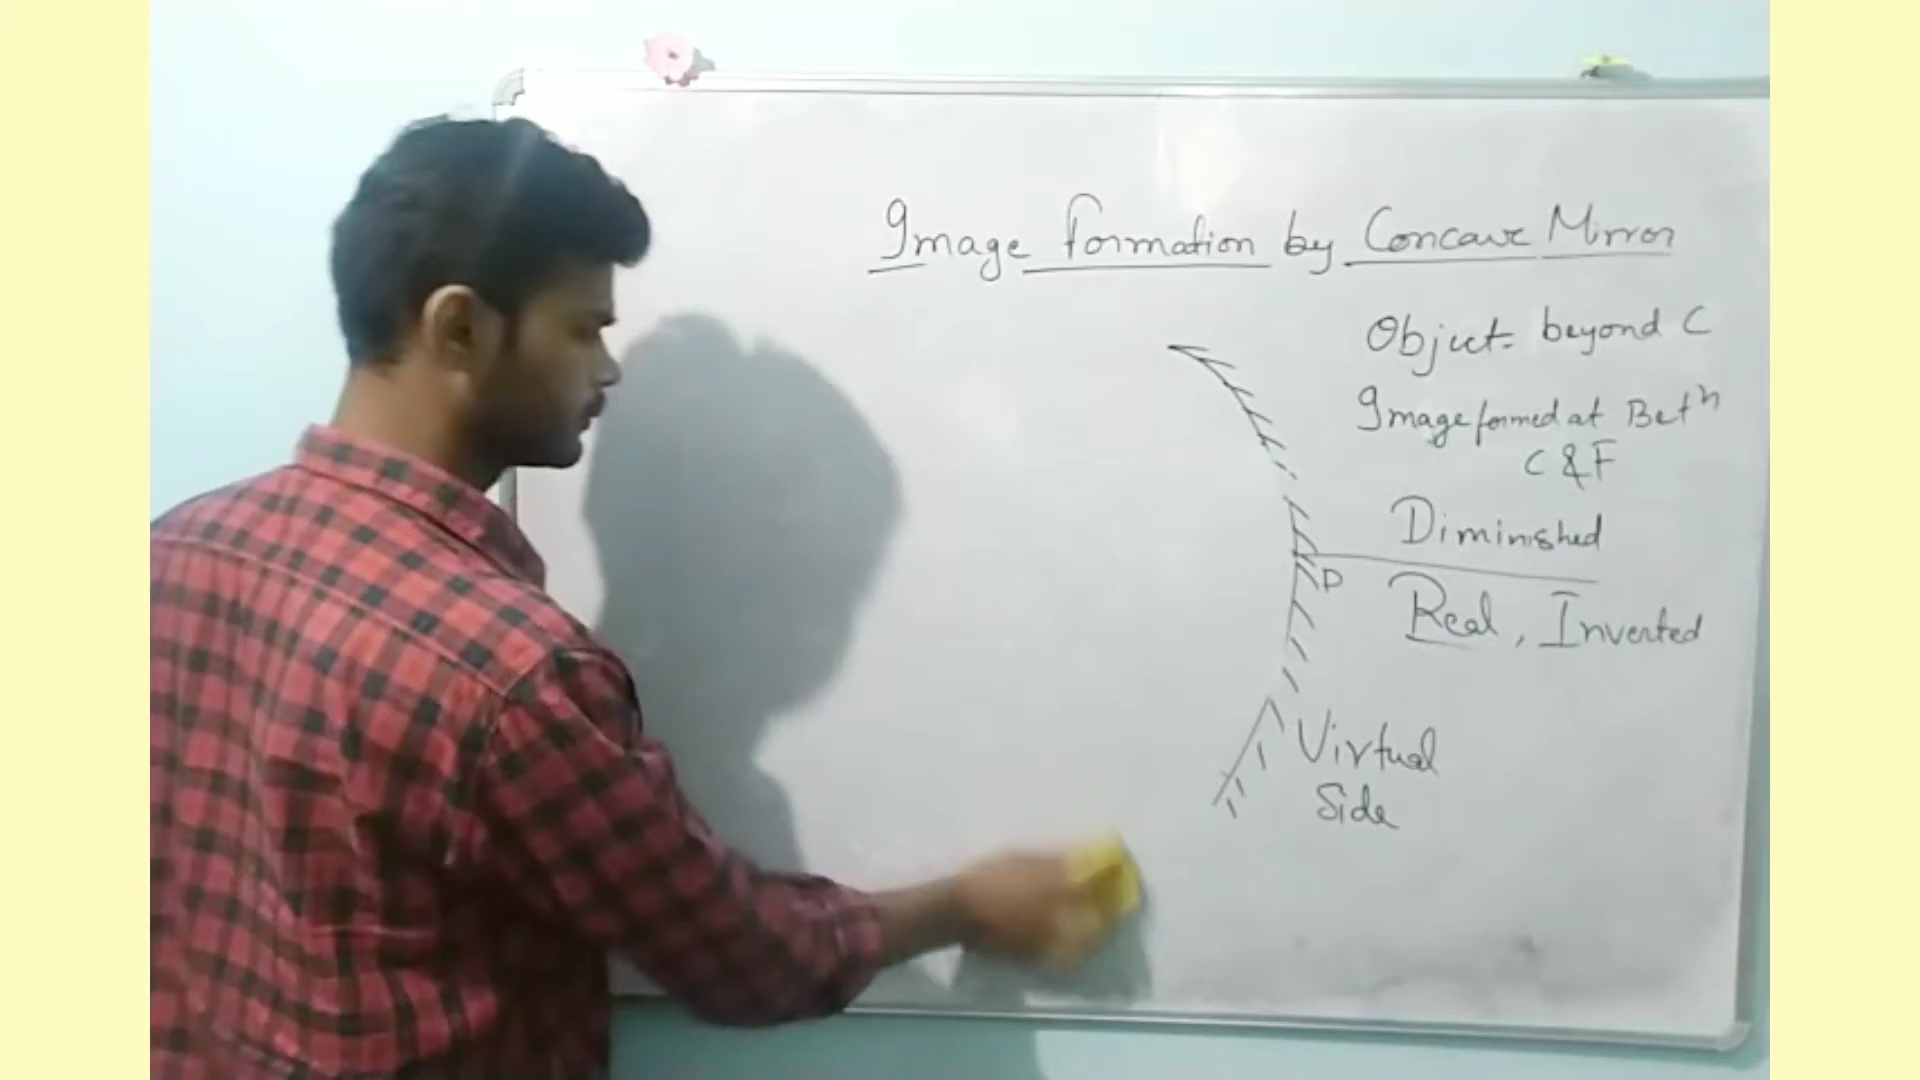 Image formation by Concave Mirror
Object- beyond C
Image formed at Betn
C & F
Diminished
P
Real, Inverted
Virtual
Side